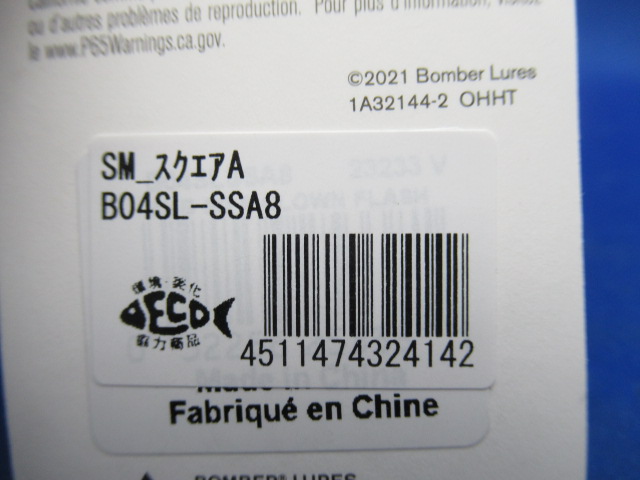 ou d'autres problèmes de reproduction. Pour plus d'information,
le www.P65Warnings.ca.gov.
©2021 Bomber Lures
1A32144-2 OHHT
SM_スクエアA
B04SL-SSA8
環境・美化
ECO
協力商品
4511474324142
Made in China
Fabriqué en Chine
BOMBER LURES